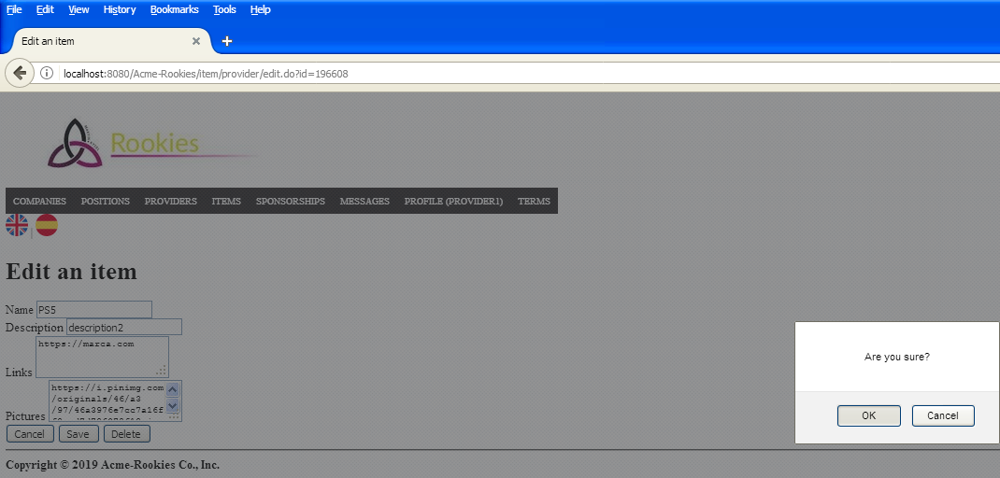 File Edit View History Bookmarks Tools Help
Edit an item
localhost:8080/Acme-Rookies/item/provider/edit.do?id=196608
Rookies
COMPANIES POSITIONS PROVIDERS ITEMS SPONSORSHIPS MESSAGES PROFILE (PROVIDER1) TERMS
|
Edit an item
Name PS5
Description description2
Links https://marca.com
Pictures https://i.pinimg.com
/originals/46/a3
/97/46a3976e7cc7a16f
Cancel Save Delete
Copyright © 2019 Acme-Rookies Co., Inc.
Are you sure?
OK Cancel